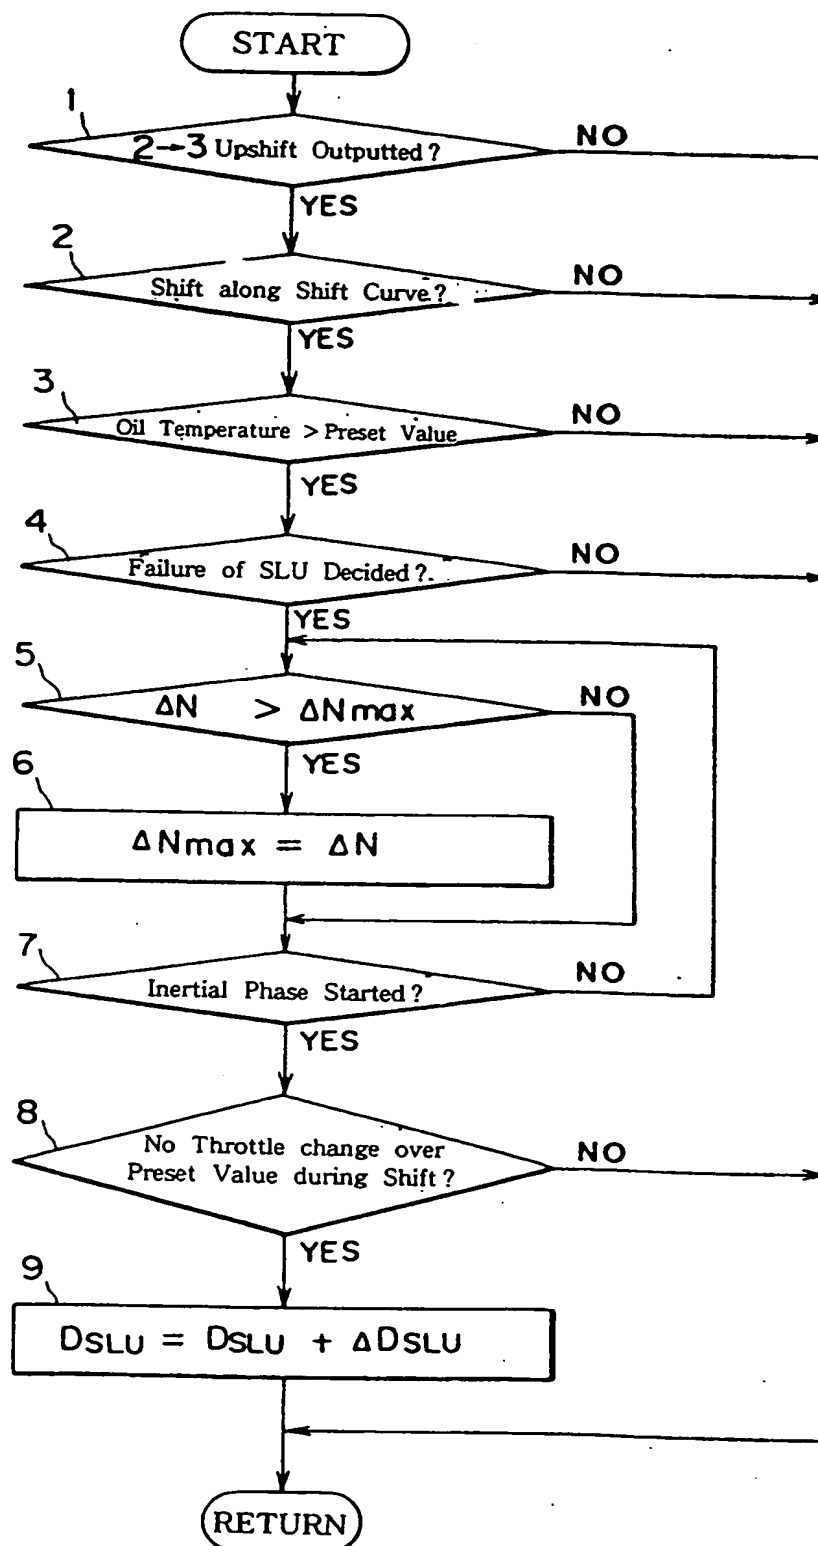 START
1
2→3 Upshift Outputted?
NO
YES
2
Shift along Shift Curve?
NO
YES
3
Oil Temperature > Preset Value
NO
YES
4
Failure of SLU Decided?
NO
YES
5
ΔN > ΔNmax
NO
YES
6
ΔNmax = ΔN
7
Inertial Phase Started?
NO
YES
8
No Throttle change over
Preset Value during Shift?
NO
YES
9
DSLU = DSLU + ΔDSLU
RETURN